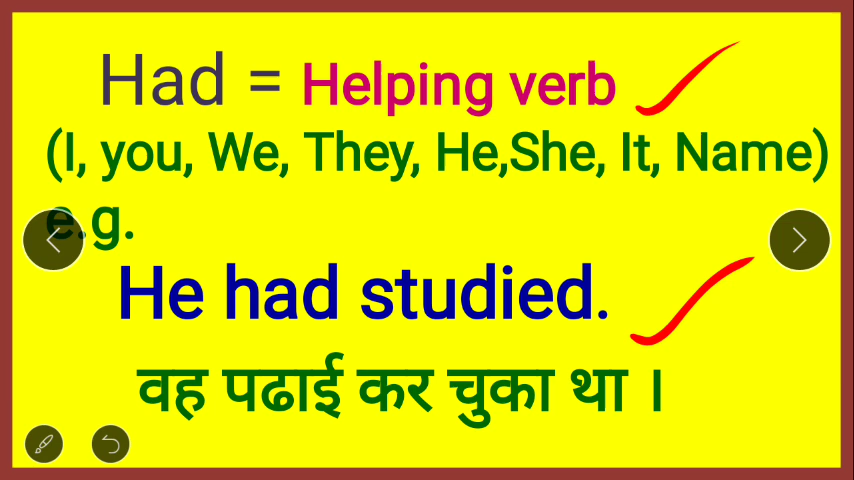 Had = Helping verb
(I, you, We, They, He,She, It, Name)
e.g.
He had studied.
वह पढाई कर चुका था ।